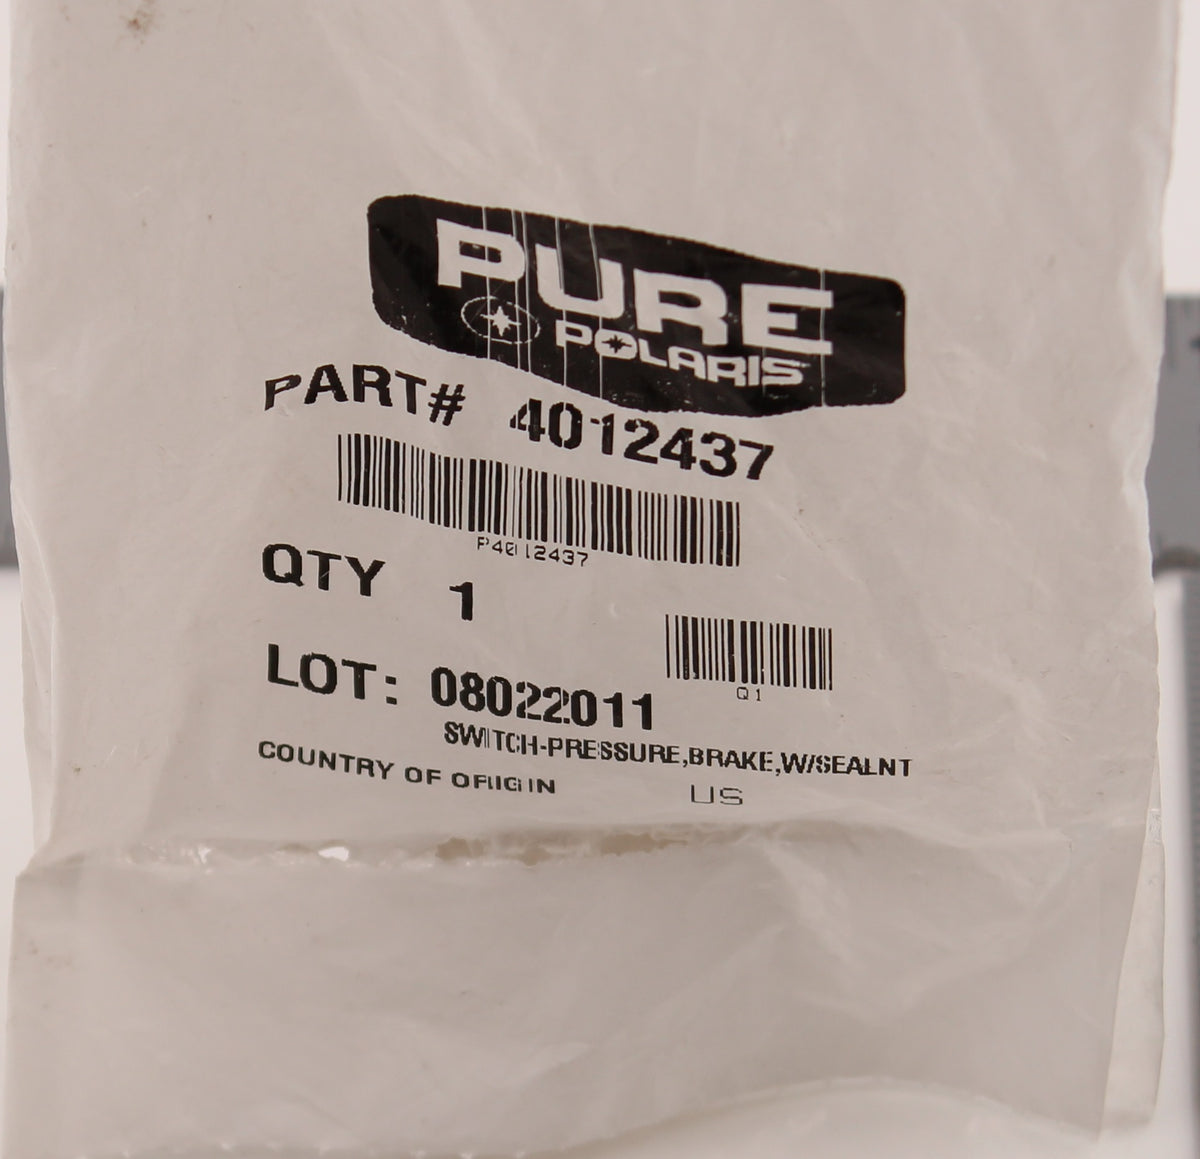 PURE
POLARIS
PART# 4012437
P4012437
QTY 1
Q1
LOT: 08022011
SWITCH-PRESSURE,BRAKE,W/SEALNT
COUNTRY OF ORIGIN US